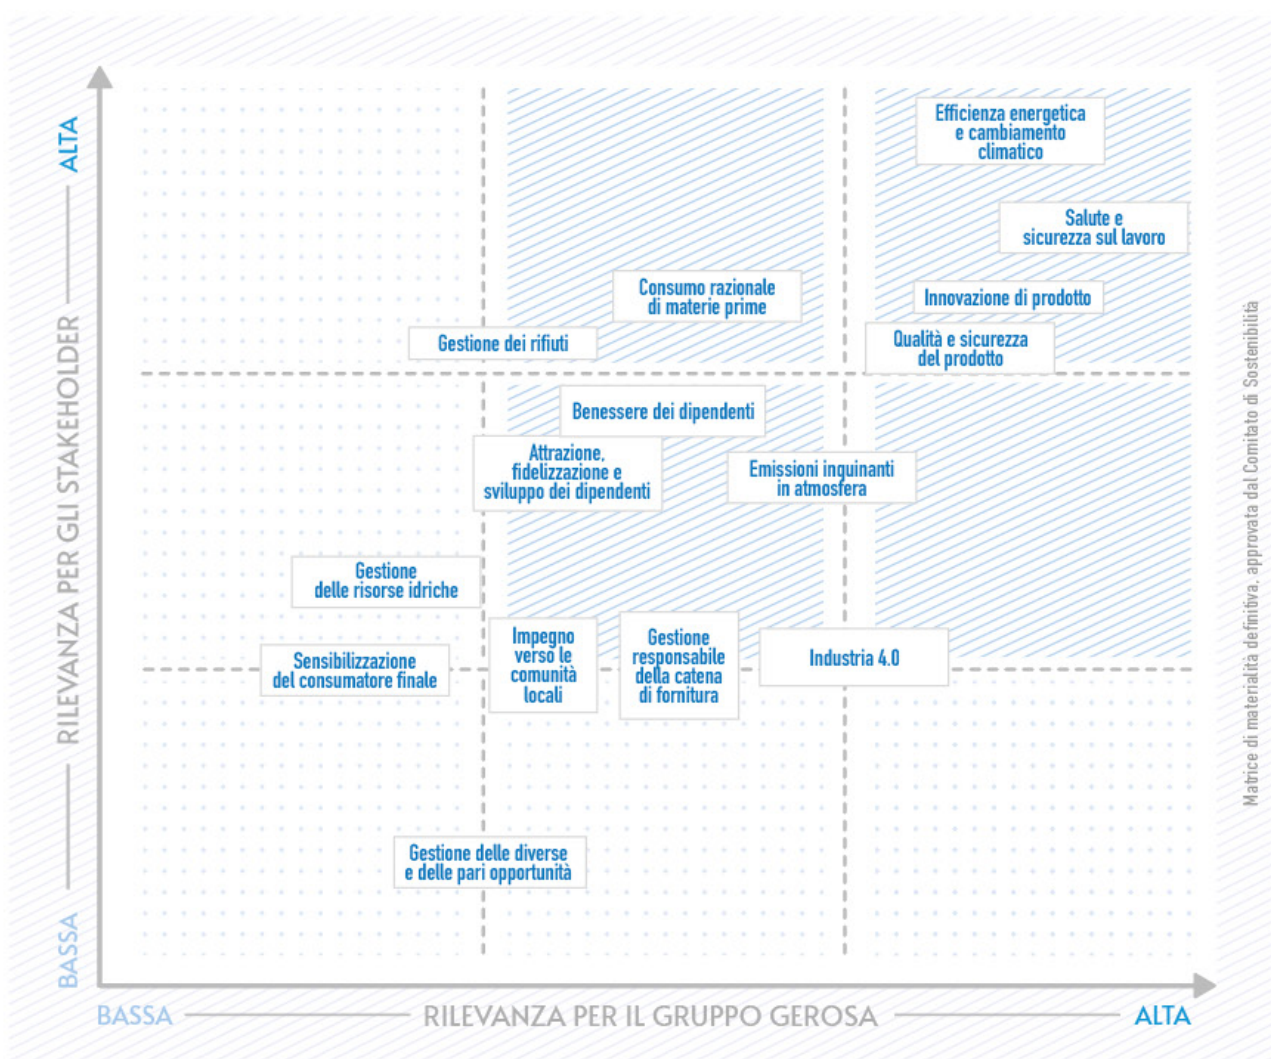 ALTA
RILEVANZA PER GLI STAKEHOLDER
BASSA
Efficienza energetica
e cambiamento
climatico
Salute e
sicurezza sul lavoro
Consumo razionale
di materie prime
Innovazione di prodotto
Gestione dei rifiuti
Qualità e sicurezza
del prodotto
Benessere dei dipendenti
Attrazione,
fidelizzazione e
sviluppo dei dipendenti
Emissioni inquinanti
in atmosfera
Gestione
delle risorse idriche
Impegno
verso le
comunità
locali
Gestione
responsabile
della catena
di fornitura
Industria 4.0
Sensibilizzazione
del consumatore finale
Gestione delle diverse
e delle pari opportunità
BASSA
RILEVANZA PER IL GRUPPO GEROSA
ALTA
Matrice di materialità definitiva, approvata dal Comitato di Sostenibilità